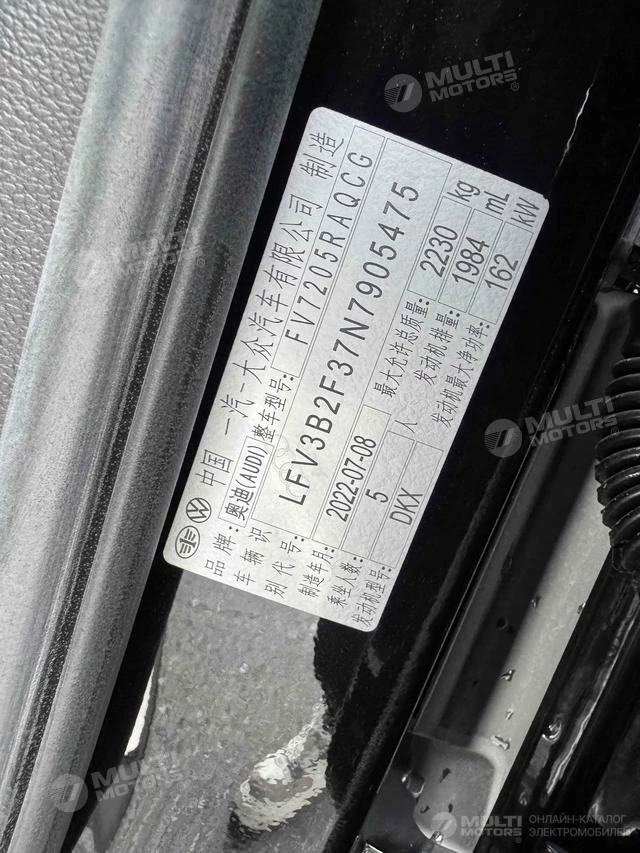 中国 一汽-大众汽车有限公司 制造
品牌: 奥迪(AUDI) 整车型号: FV7205RAQCG
车辆识别代号: LFV3B2F37N7905475
制造年月: 2022-07-08 最大允许总质量: 2230 kg
乘坐人数: 5 人 发动机排量: 1984 mL
发动机型号: DKX 发动机最大净功率: 162 kW
MULTI MOTORS®
MULTI MOTORS®
MULTI MOTORS®
MULTI MOTORS®
MULTI MOTORS ОНЛАЙН-КАТАЛОГ ЭЛЕКТРОМОБИЛЕЙ